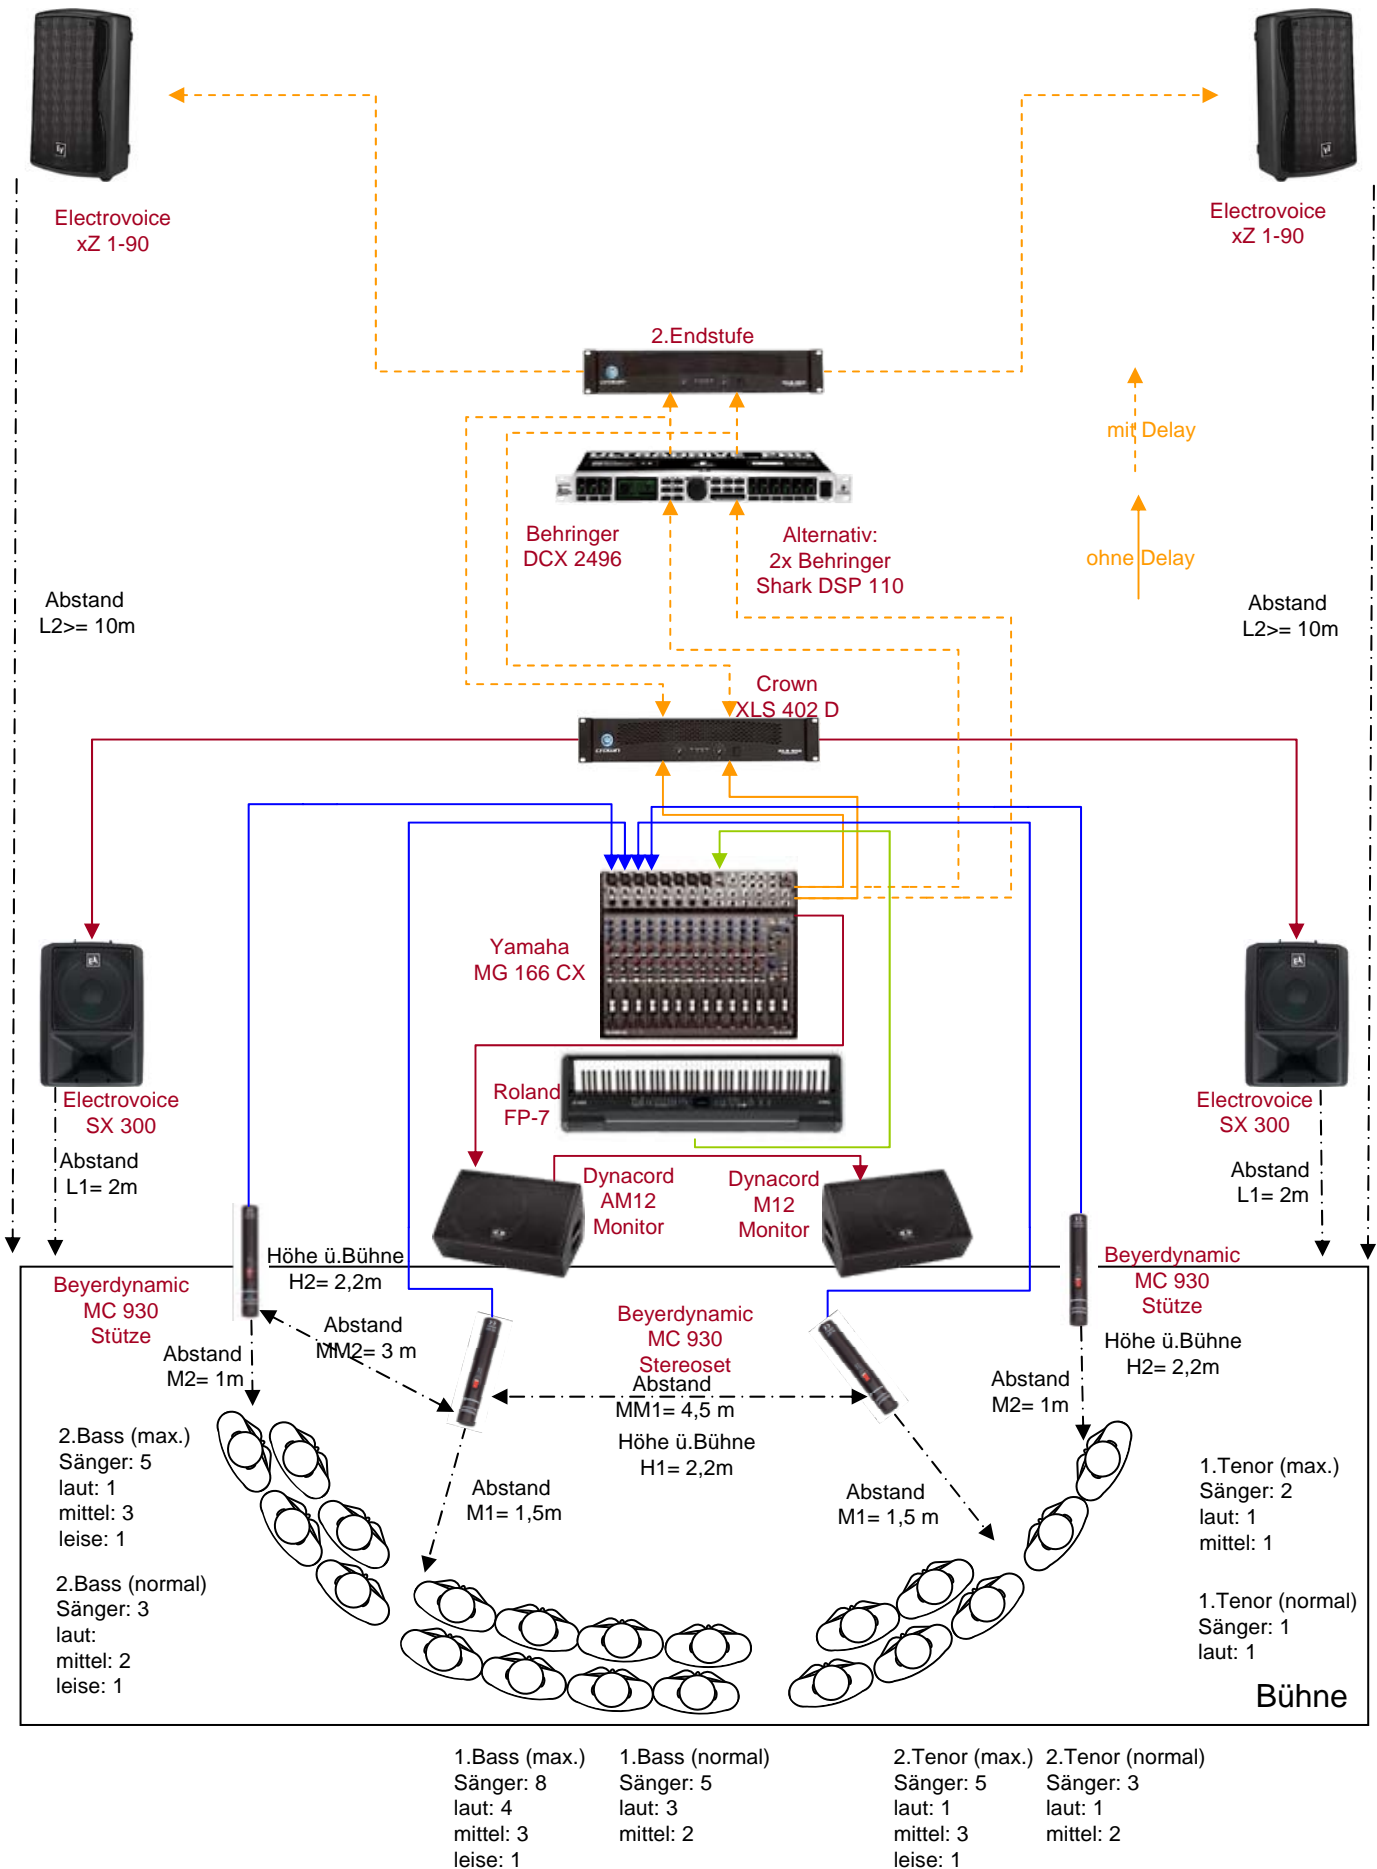 Electrovoice
xZ 1-90
Electrovoice
xZ 1-90
2.Endstufe
mit Delay
Behringer
DCX 2496
Alternativ:
2x Behringer
Shark DSP 110
ohne Delay
Abstand
L2>= 10m
Abstand
L2>= 10m
Crown
XLS 402 D
Yamaha
MG 166 CX
Roland
FP-7
Electrovoice
SX 300
Electrovoice
SX 300
Abstand
L1= 2m
Abstand
L1= 2m
Dynacord
AM12
Monitor
Dynacord
M12
Monitor
Höhe ü.Bühne
H2= 2,2m
Beyerdynamic
MC 930
Stütze
Beyerdynamic
MC 930
Stütze
Abstand
MM2= 3 m
Beyerdynamic
MC 930
Stereoset
Abstand
MM1= 4,5 m
Höhe ü.Bühne
H1= 2,2m
Höhe ü.Bühne
H2= 2,2m
Abstand
M2= 1m
Abstand
M2= 1m
Abstand
M1= 1,5m
Abstand
M1= 1,5 m
2.Bass (max.)
Sänger: 5
laut: 1
mittel: 3
leise: 1
2.Bass (normal)
Sänger: 3
laut:
mittel: 2
leise: 1
1.Tenor (max.)
Sänger: 2
laut: 1
mittel: 1
1.Tenor (normal)
Sänger: 1
laut: 1
Bühne
1.Bass (max.)
Sänger: 8
laut: 4
mittel: 3
leise: 1
1.Bass (normal)
Sänger: 5
laut: 3
mittel: 2
2.Tenor (max.)
Sänger: 5
laut: 1
mittel: 3
leise: 1
2.Tenor (normal)
Sänger: 3
laut: 1
mittel: 2